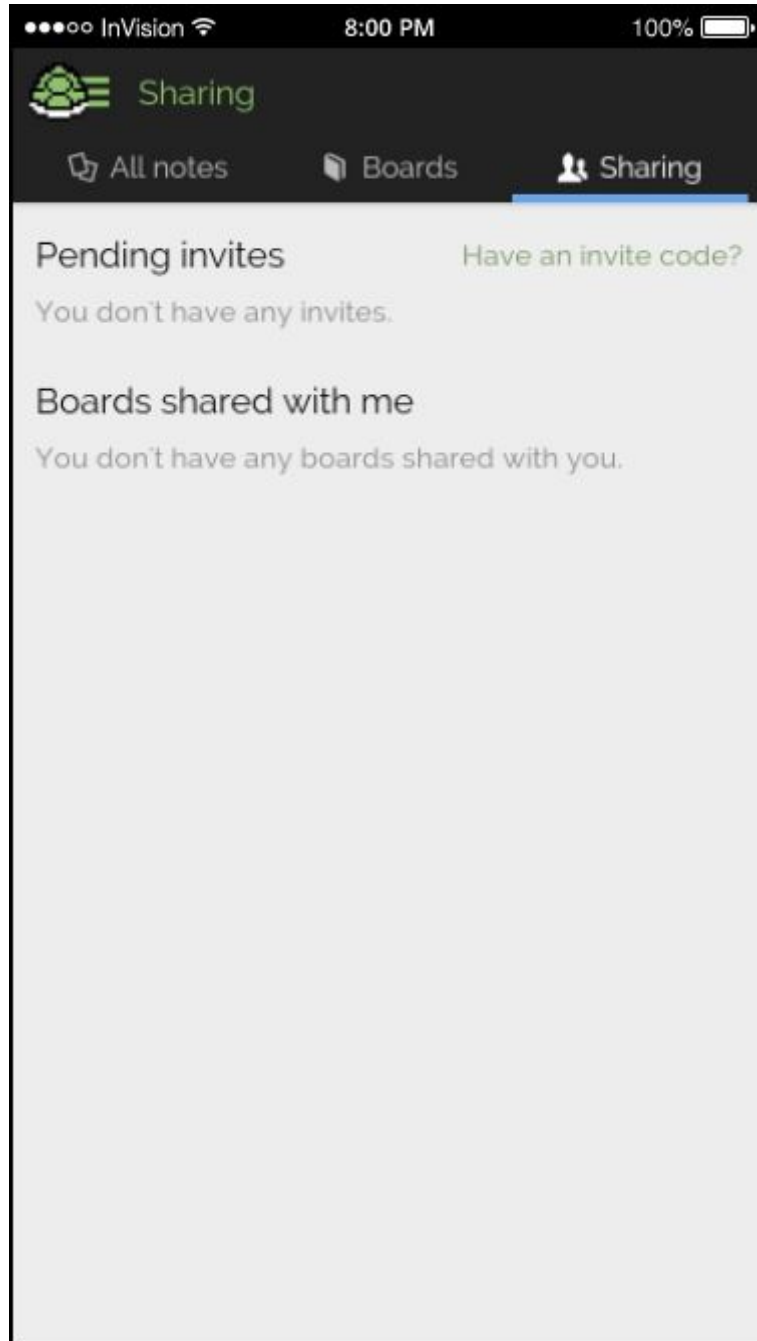 InVision 8:00 PM 100%
Sharing
All notes Boards Sharing
Pending invites Have an invite code?
You don't have any invites.
Boards shared with me
You don't have any boards shared with you.